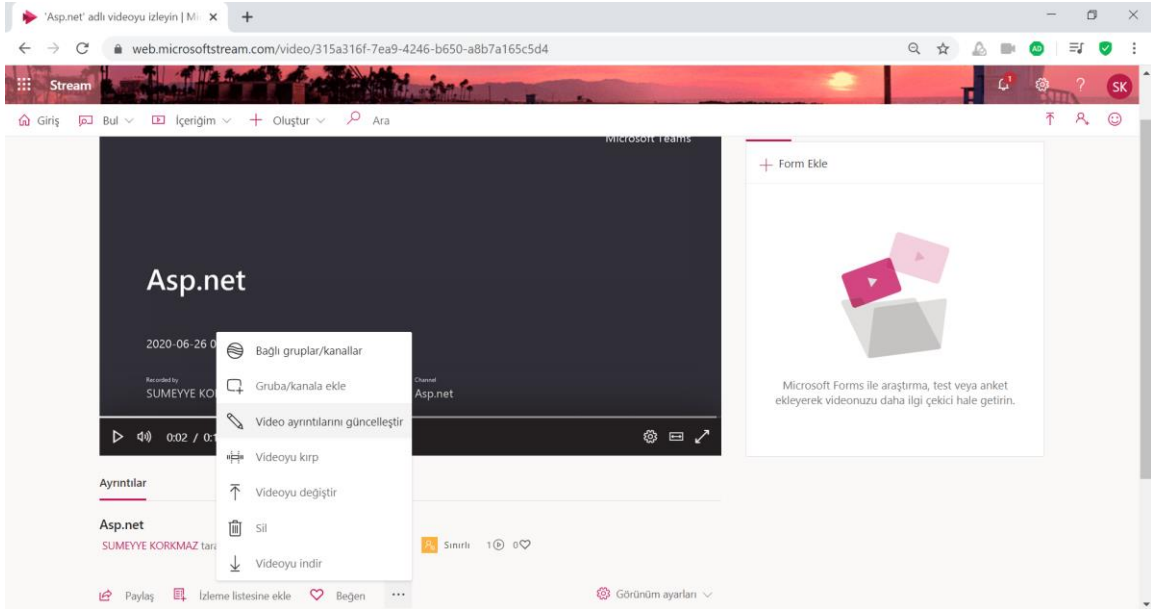 'Asp.net' adlı videoyu izleyin | Mi
web.microsoftstream.com/video/315a316f-7ea9-4246-b650-a8b7a165c5d4
Stream
1
?
SK
Giriş Bul İçeriğim Oluştur Ara
Microsoft Teams
Form Ekle
Asp.net
2020-06-26 0
Recorded by
SUMEYYE KO
Channel
Asp.net
Bağlı gruplar/kanallar
Gruba/kanala ekle
Video ayrıntılarını güncelleştir
Videoyu kırp
Videoyu değiştir
Sil
Videoyu indir
Microsoft Forms ile araştırma, test veya anket
ekleyerek videonuzu daha ilgi çekici hale getirin.
0:02 / 0:1
Ayrıntılar
Asp.net
SUMEYYE KORKMAZ tara
Sınırlı 1 0
Paylaş İzleme listesine ekle Beğen ... Görünüm ayarları